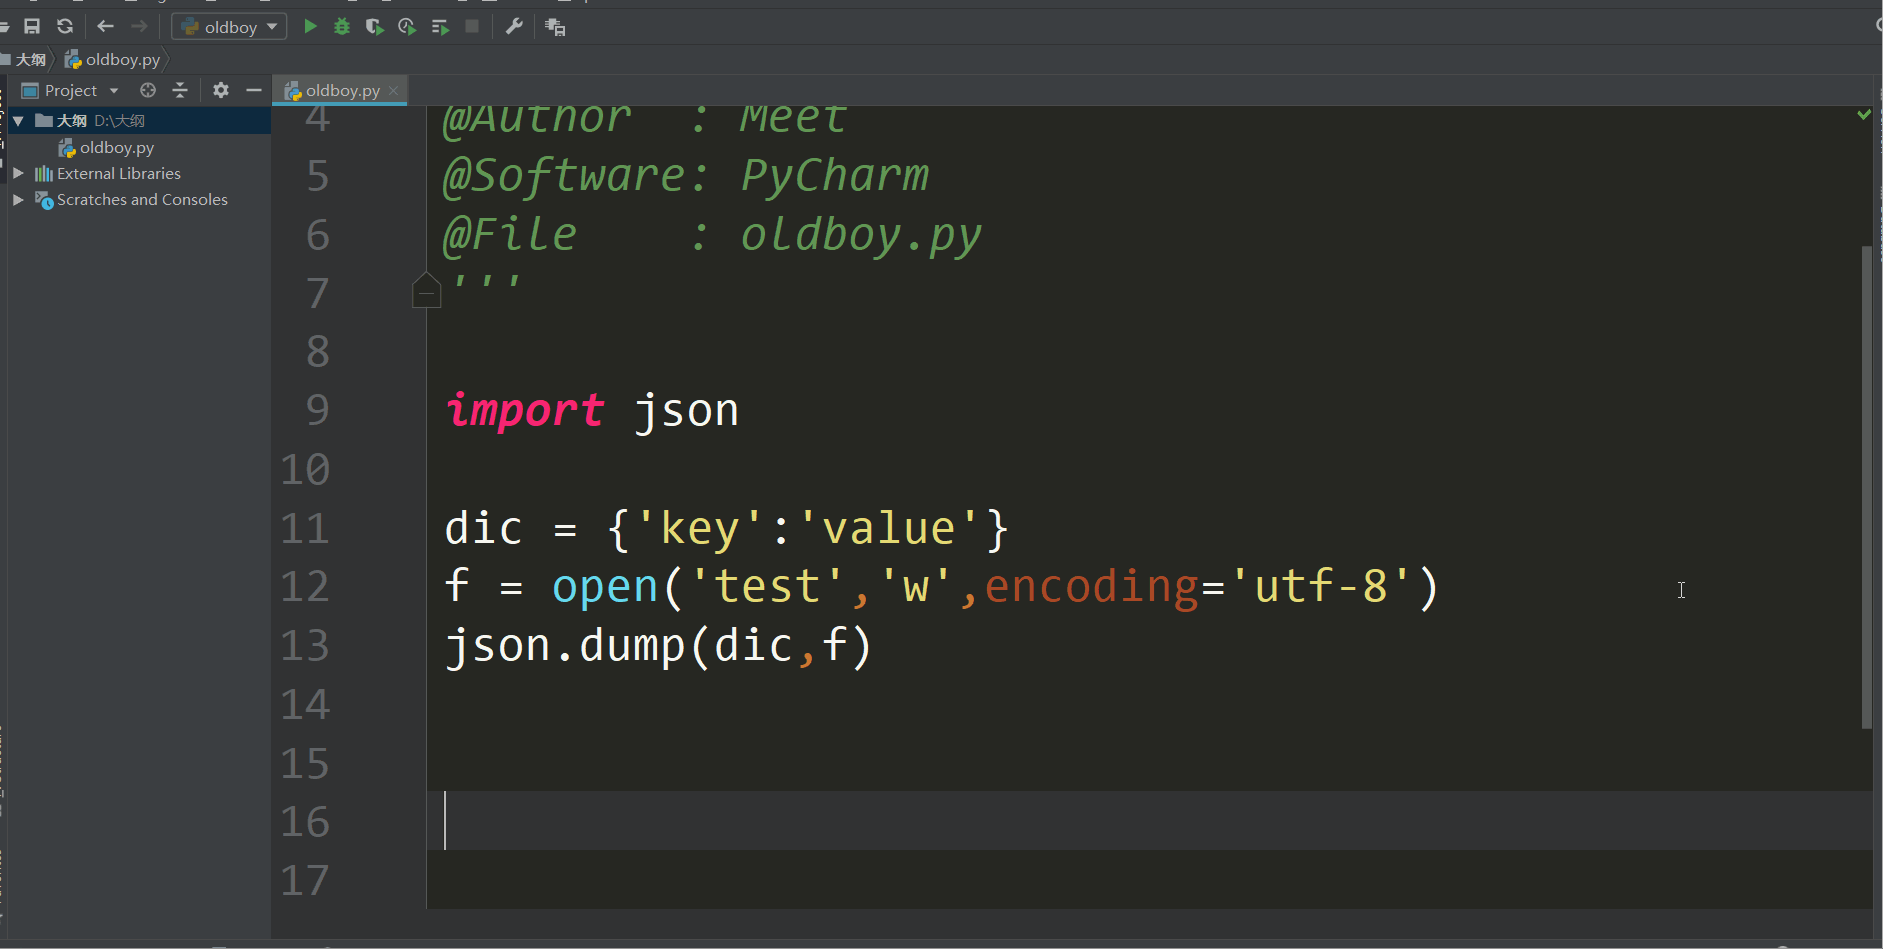 oldboy
大纲 oldboy.py
Project
oldboy.py
大纲 D:\大纲
oldboy.py
External Libraries
Scratches and Consoles
4 @Author : Meet
5 @Software: PyCharm
6 @File : oldboy.py
7 '''
8
9 import json
10
11 dic = {'key':'value'}
12 f = open('test','w',encoding='utf-8')
13 json.dump(dic,f)
14
15
16
17